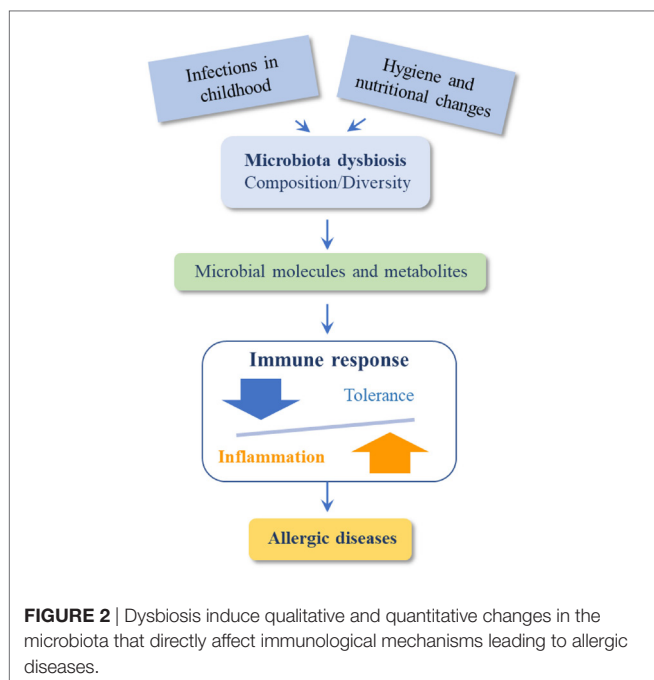 Infections in
childhood
Hygiene and
nutritional changes
Microbiota dysbiosis
Composition/Diversity
Microbial molecules and metabolites
Immune response
Tolerance
Inflammation
Allergic diseases
FIGURE 2 | Dysbiosis induce qualitative and quantitative changes in the
microbiota that directly affect immunological mechanisms leading to allergic
diseases.